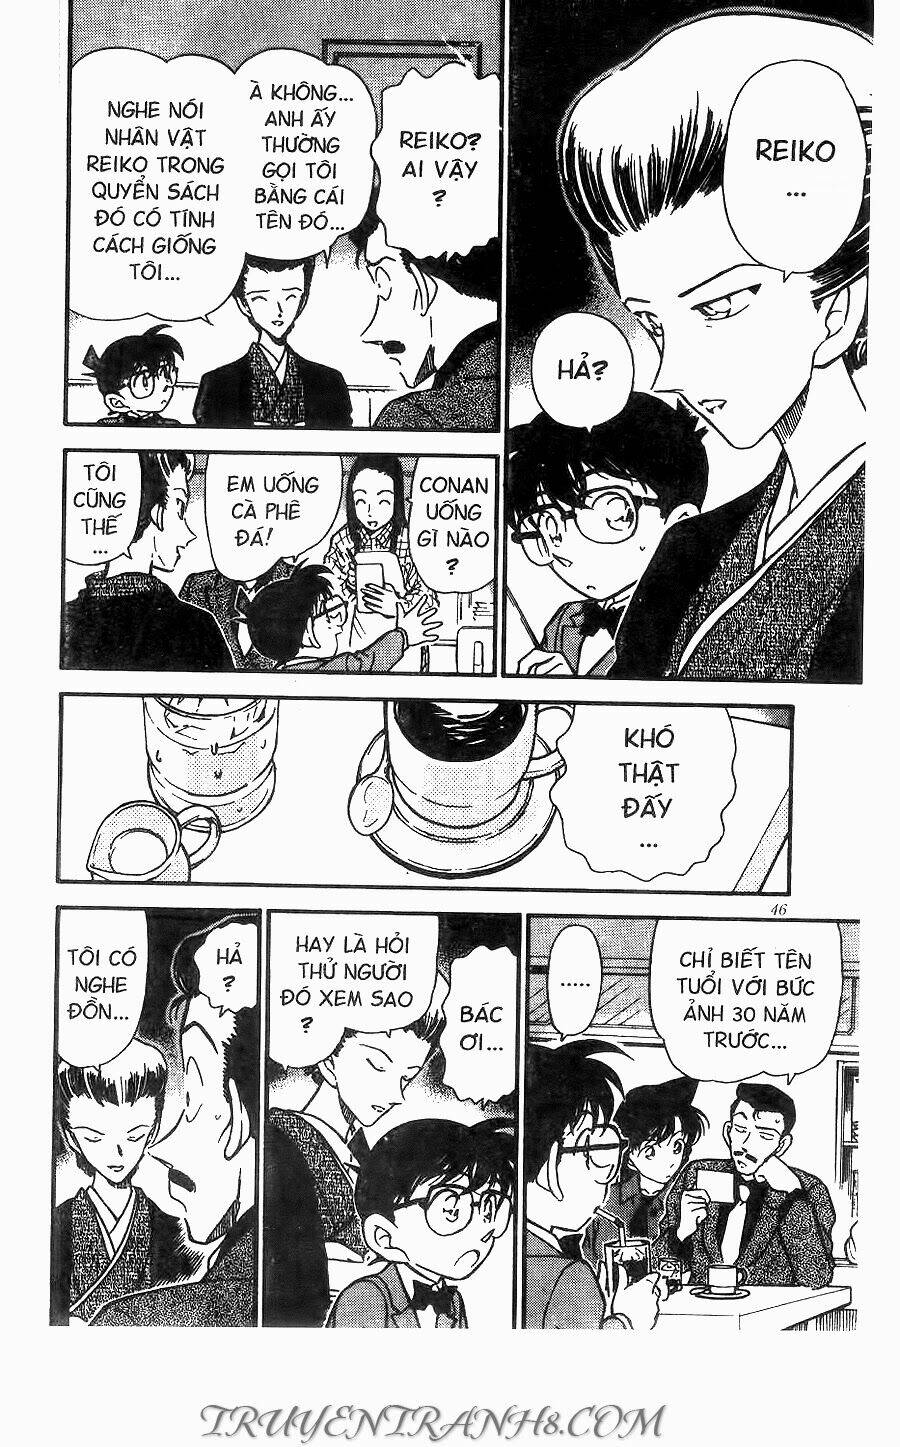 NGHE NÓI
NHÂN VẬT
REIKO TRONG
QUYỂN SÁCH
ĐÓ CÓ TÍNH
CÁCH GIỐNG
TÔI...
À KHÔNG...
ANH ẤY
THƯỜNG
GỌI TÔI
BẰNG CÁI
TÊN ĐÓ...
REIKO?
AI VẬY
?
REIKO
...
HẢ?
TÔI
CŨNG
THẾ
...
EM UỐNG
CÀ PHÊ
ĐÁ!
CONAN
UỐNG
GÌ NÀO
?
KHÓ
THẬT
ĐẤY
...
46
TÔI CÓ
NGHE
ĐỒN...
HẢ
?
HAY LÀ HỎI
THỬ NGƯỜI
ĐÓ XEM SAO
?
BÁC
ƠI...
.....
CHỈ BIẾT TÊN
TUỔI VỚI BỨC
ẢNH 30 NĂM
TRƯỚC...
TRUYENTRANH8.COM